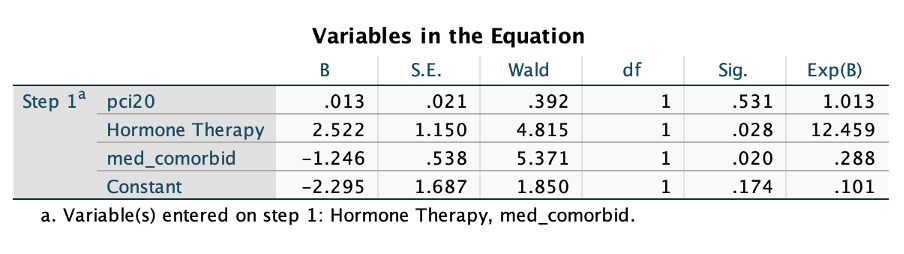 Variables in the Equation
B S.E. Wald df Sig. Exp(B)
Step 1a pci20 .013 .021 .392 1 .531 1.013
Hormone Therapy 2.522 1.150 4.815 1 .028 12.459
med_comorbid −1.246 .538 5.371 1 .020 .288
Constant −2.295 1.687 1.850 1 .174 .101
a. Variable(s) entered on step 1: Hormone Therapy, med_comorbid.